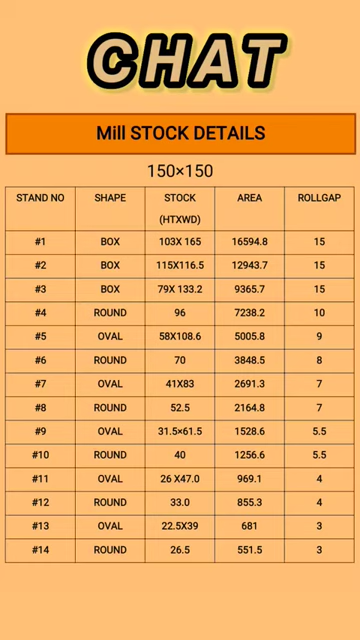 CHAT
Mill STOCK DETAILS
150×150
STAND NO SHAPE STOCK (HTXWD) AREA ROLLGAP
#1 BOX 103X 165 16594.8 15
#2 BOX 115X116.5 12943.7 15
#3 BOX 79X 133.2 9365.7 15
#4 ROUND 96 7238.2 10
#5 OVAL 58X108.6 5005.8 9
#6 ROUND 70 3848.5 8
#7 OVAL 41X83 2691.3 7
#8 ROUND 52.5 2164.8 7
#9 OVAL 31.5×61.5 1528.6 5.5
#10 ROUND 40 1256.6 5.5
#11 OVAL 26 X47.0 969.1 4
#12 ROUND 33.0 855.3 4
#13 OVAL 22.5X39 681 3
#14 ROUND 26.5 551.5 3